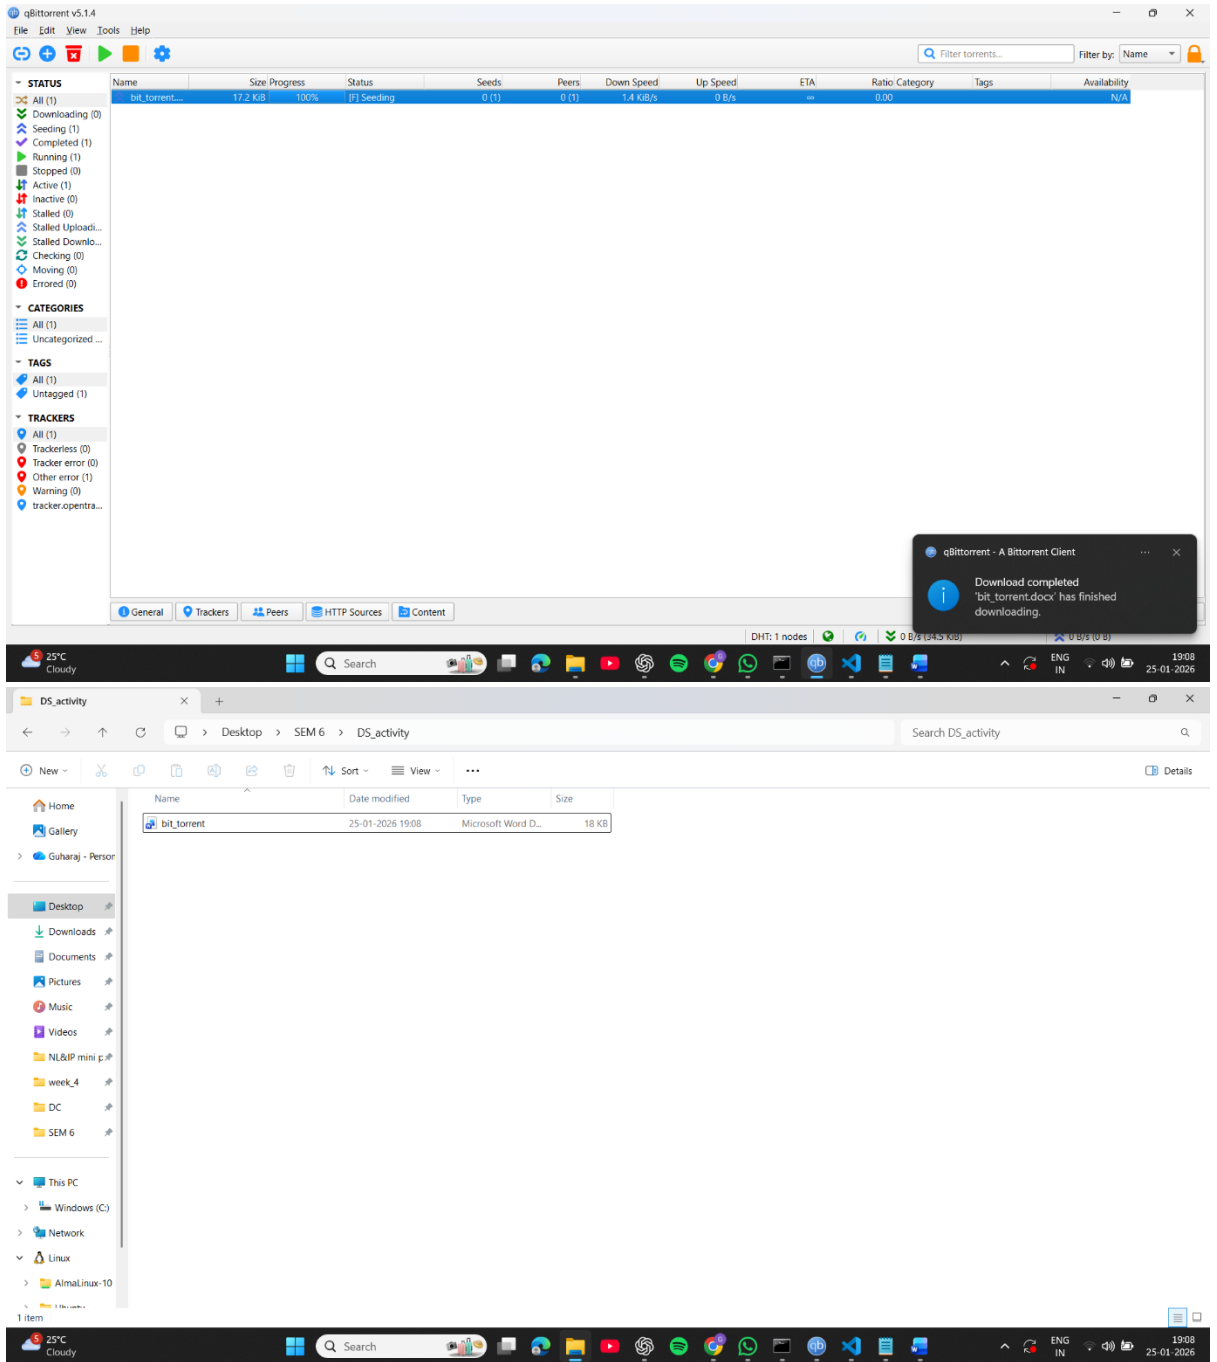 qBittorrent v5.1.4
File Edit View Tools Help
Filter torrents... Filter by: Name
STATUS
All (1)
Downloading (0)
Seeding (1)
Completed (1)
Running (1)
Stopped (0)
Active (1)
Inactive (0)
Stalled (0)
Stalled Uploadi...
Stalled Downlo...
Checking (0)
Moving (0)
Errored (0)
CATEGORIES
All (1)
Uncategorized ...
TAGS
All (1)
Untagged (1)
TRACKERS
All (1)
Trackerless (0)
Tracker error (0)
Other error (1)
Warning (0)
tracker.opentra...
Name Size Progress Status Seeds Peers Down Speed Up Speed ETA Ratio Category Tags Availability
bit_torrent.... 17.2 KiB 100% [F] Seeding 0 (1) 0 (1) 1.4 KiB/s 0 B/s ∞ 0.00 N/A
qBittorrent - A Bittorrent Client
Download completed
'bit_torrent.docx' has finished
downloading.
General Trackers Peers HTTP Sources Content
DHT: 1 nodes 0 B/s (34.5 KiB) 0 B/s (0 B)
5 25°C
Cloudy
Search
ENG
IN
19:08
25-01-2026
DS_activity
Desktop > SEM 6 > DS_activity
Search DS_activity
New Sort View Details
Home
Gallery
Guharaj - Person
Desktop
Downloads
Documents
Pictures
Music
Videos
NL&IP mini p
week_4
DC
SEM 6
This PC
Windows (C:)
Network
Linux
AlmaLinux-10
Name Date modified Type Size
bit_torrent 25-01-2026 19:08 Microsoft Word D... 18 KB
1 item
5 25°C
Cloudy
Search
ENG
IN
19:08
25-01-2026